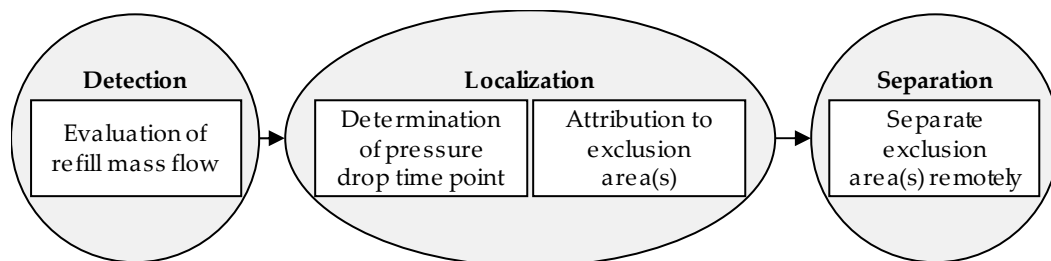 Detection
Evaluation of
refill mass flow
Localization
Determination
of pressure
drop time point
Attribution to
exclusion
area(s)
Separation
Separate
exclusion
area(s) remotely